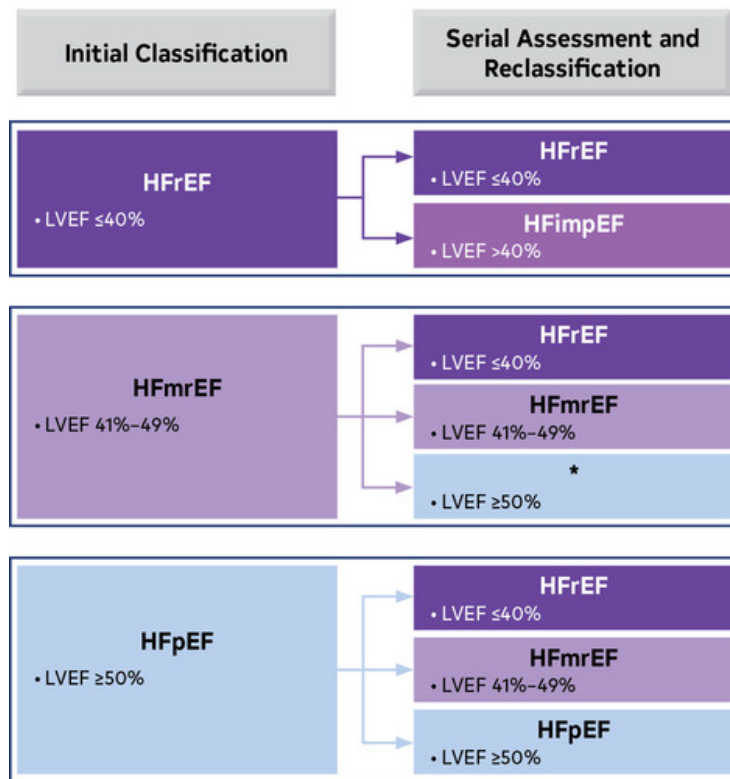 Initial Classification
Serial Assessment and
Reclassification
HFrEF
• LVEF ≤40%
HFrEF
• LVEF ≤40%
HFimpEF
• LVEF >40%
HFmrEF
• LVEF 41%–49%
HFrEF
• LVEF ≤40%
HFmrEF
• LVEF 41%–49%
*
• LVEF ≥50%
HFpEF
• LVEF ≥50%
HFrEF
• LVEF ≤40%
HFmrEF
• LVEF 41%–49%
HFpEF
• LVEF ≥50%